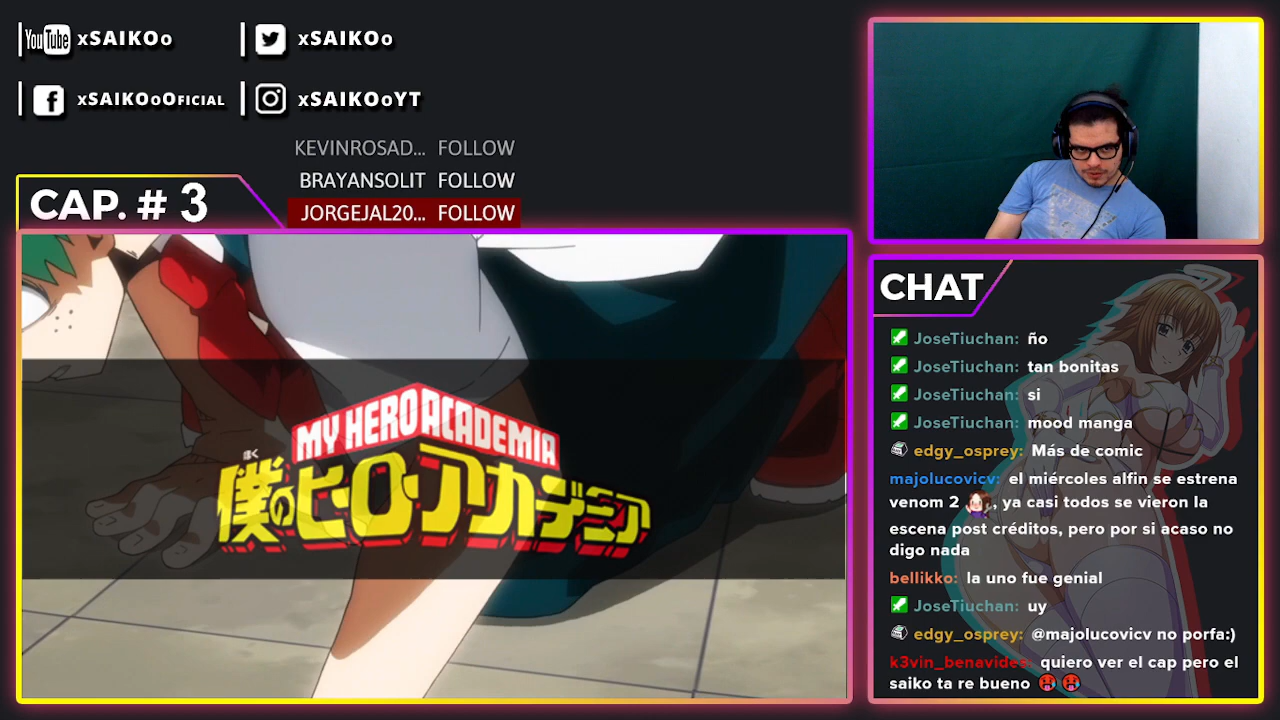 YouTube xSAIKOo
xSAIKOo
xSAIKOoOficial
xSAIKOoYT
KEVINROSAD... FOLLOW
BRAYANSOLIT FOLLOW
JORGEJAL20... FOLLOW
CAP. # 3
MY HERO ACADEMIA
ぼく
僕のヒーローアカデミア
CHAT
JoseTiuchan: ño
JoseTiuchan: tan bonitas
JoseTiuchan: si
JoseTiuchan: mood manga
edgy_osprey: Más de comic
majolucovicv: el miércoles alfin se estrena
venom 2 , ya casi todos se vieron la
escena post créditos, pero por si acaso no
digo nada
bellikko: la uno fue genial
JoseTiuchan: uy
edgy_osprey: @majolucovicv no porfa:)
k3vin_benavides: quiero ver el cap pero el
saiko ta re bueno 🥵 🥵